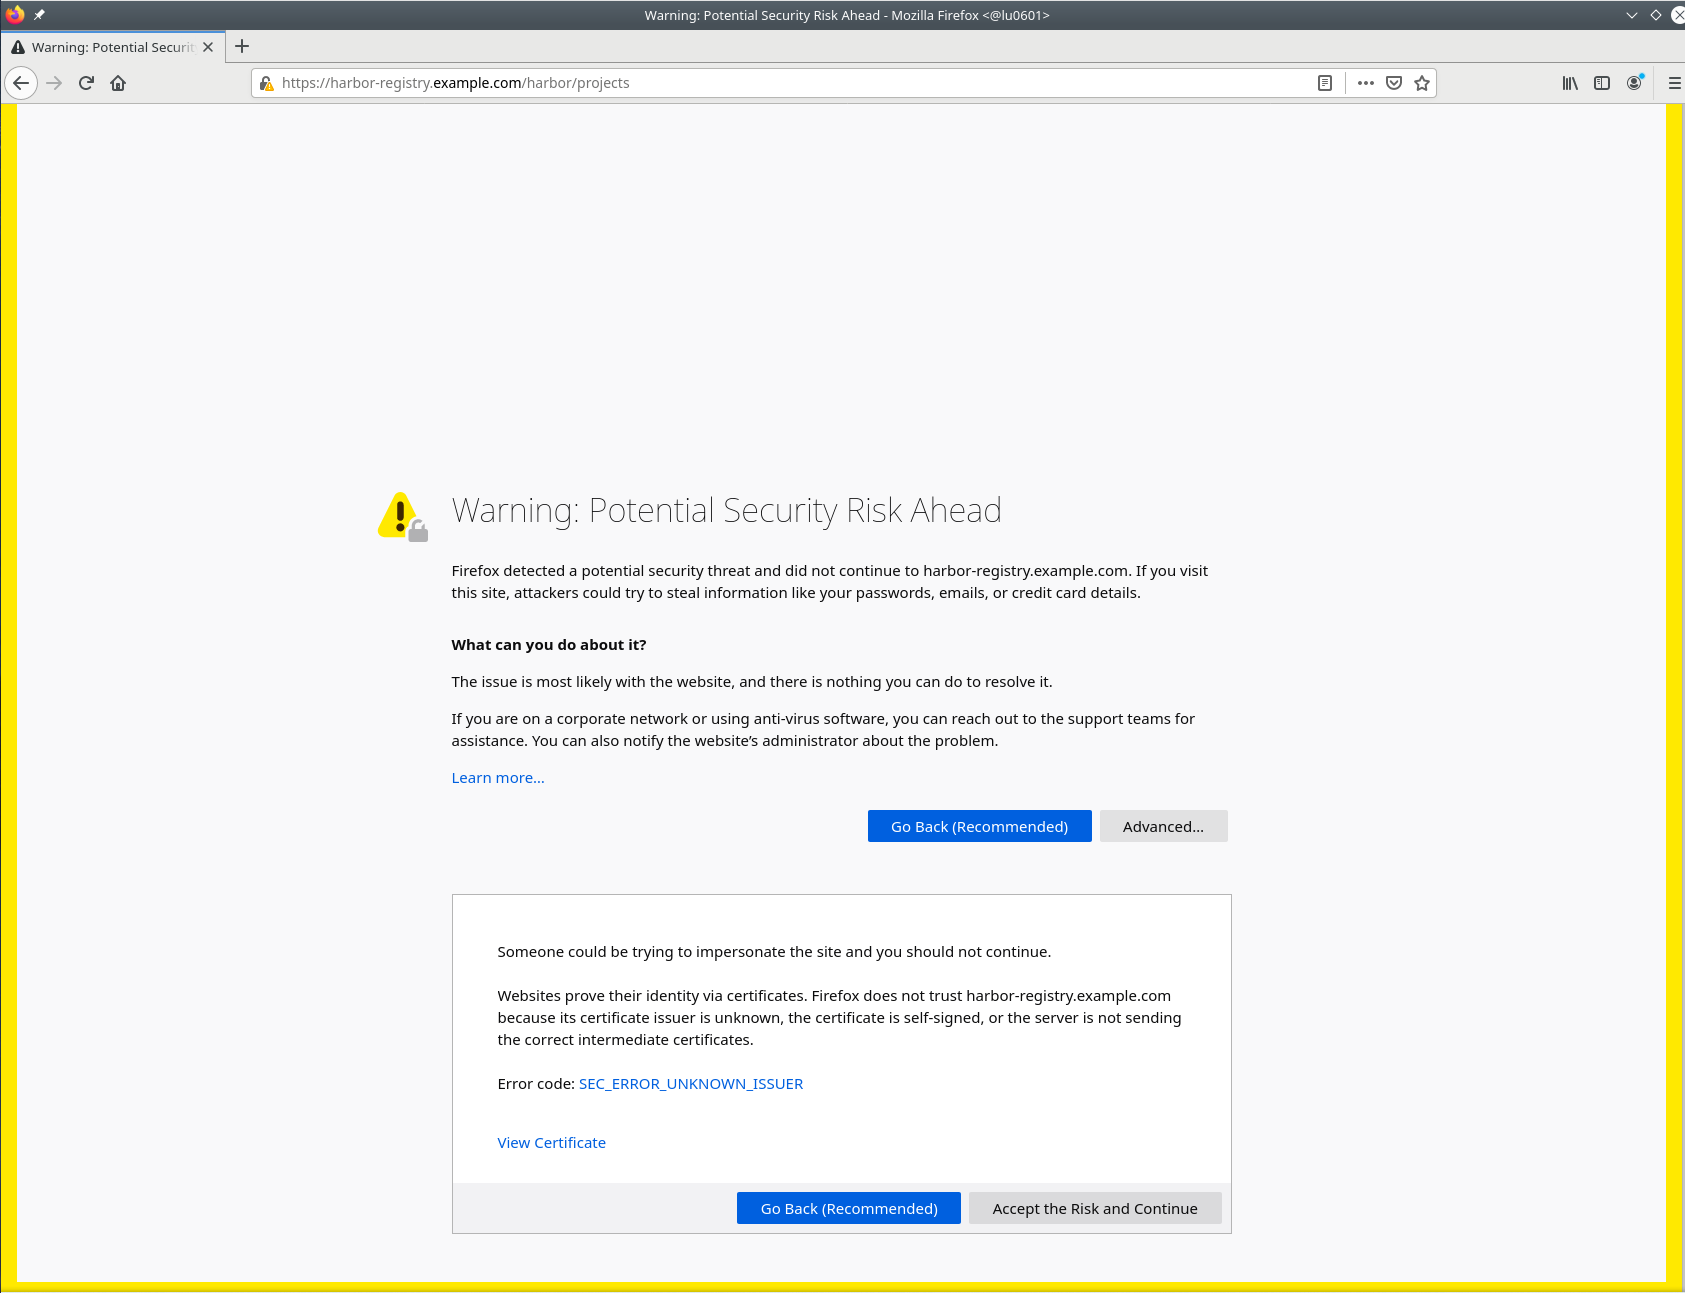 Warning: Potential Security Risk Ahead - Mozilla Firefox <@lu0601>
Warning: Potential Securit
https://harbor-registry.example.com/harbor/projects
Warning: Potential Security Risk Ahead
Firefox detected a potential security threat and did not continue to harbor-registry.example.com. If you visit
this site, attackers could try to steal information like your passwords, emails, or credit card details.
What can you do about it?
The issue is most likely with the website, and there is nothing you can do to resolve it.
If you are on a corporate network or using anti-virus software, you can reach out to the support teams for
assistance. You can also notify the website’s administrator about the problem.
Learn more…
Go Back (Recommended) Advanced...
Someone could be trying to impersonate the site and you should not continue.
Websites prove their identity via certificates. Firefox does not trust harbor-registry.example.com
because its certificate issuer is unknown, the certificate is self-signed, or the server is not sending
the correct intermediate certificates.
Error code: SEC_ERROR_UNKNOWN_ISSUER
View Certificate
Go Back (Recommended) Accept the Risk and Continue